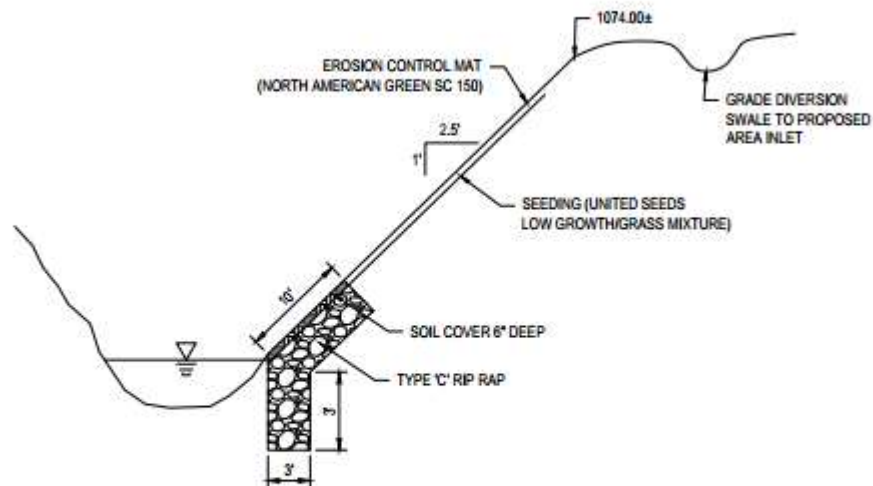 1074.00±
EROSION CONTROL MAT
(NORTH AMERICAN GREEN SC 150)
GRADE DIVERSION
SWALE TO PROPOSED
AREA INLET
2.5'
1'
SEEDING (UNITED SEEDS
LOW GROWTH/GRASS MIXTURE)
10'
SOIL COVER 6" DEEP
TYPE 'C' RIP RAP
3'
3'